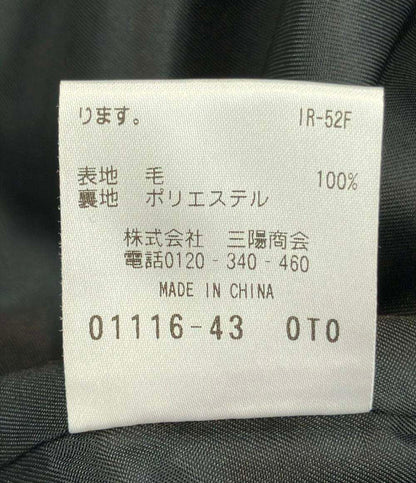 ります。 IR-52F
表地 毛 100%
裏地 ポリエステル
株式会社 三陽商会
電話0120-340-460
MADE IN CHINA
01116-43 0T0